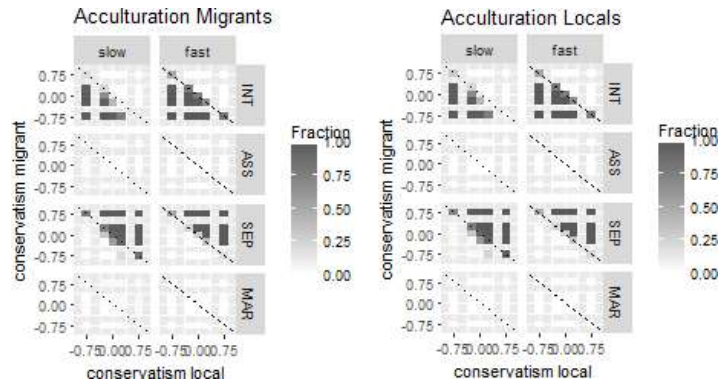 Acculturation Migrants
slow fast
conservatism migrant
0.75
0.00
-0.75
INT
0.75
0.00
-0.75
ASS
0.75
0.00
-0.75
SEP
0.75
0.00
-0.75
MAR
-0.75 0.00 0.75 -0.75 0.00 0.75
conservatism local
Fraction
1.00
0.75
0.50
0.25
0.00
Acculturation Locals
slow fast
conservatism migrant
0.75
0.00
-0.75
INT
0.75
0.00
-0.75
ASS
0.75
0.00
-0.75
SEP
0.75
0.00
-0.75
MAR
-0.75 0.00 0.75 -0.75 0.00 0.75
conservatism local
Fraction
1.00
0.75
0.50
0.25
0.00